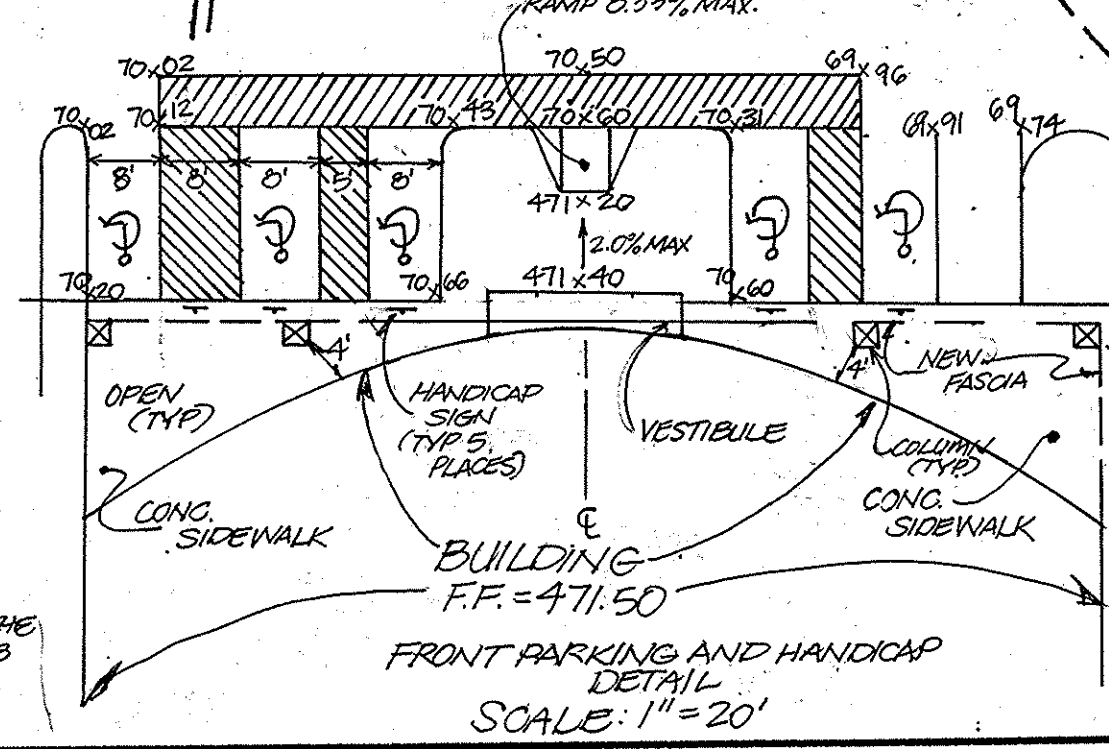 RAMP 8.33% MAX.
70x02
70x50
69x96
70x02
70x12
70x43
70x60
70x31
69x91
69x74
8'
8'
8'
5'
8'
471x20
2.0% MAX
70x20
70x66
471x40
70x60
4'
4'
OPEN
(TYP)
HANDICAP
SIGN
(TYP. 5
PLACES)
VESTIBULE
NEW
FASCIA
COLUMN
(TYP)
CONC.
SIDEWALK
CONC.
SIDEWALK
℄
BUILDING
F.F. = 471.50
FRONT PARKING AND HANDICAP
DETAIL
SCALE: 1" = 20'